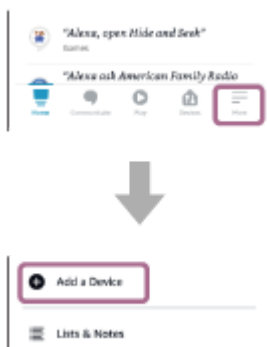 "Alexa, open Hide and Seek"
Games
"Alexa ask American Family Radio
Home
Communicate
Play
Devices
More
Add a Device
Lists & Notes